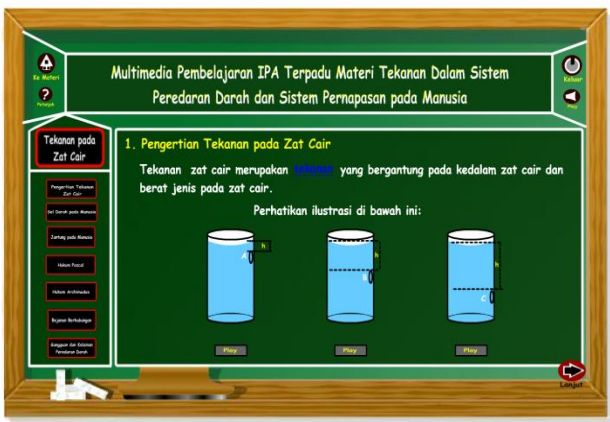 Multimedia Pembelajaran IPA Terpadu Materi Tekanan Dalam Sistem
Peredaran Darah dan Sistem Pernapasan pada Manusia
Ke Materi
Petunjuk
Keluar
Play
Tekanan pada
Zat Cair
Pengertian Tekanan
Zat Cair
Sel Darah pada Manusia
Jantung pada Manusia
Hukum Pascal
Hukum Archimedes
Bejana Berhubungan
Gangguan dan Kelainan
Peredaran Darah
1. Pengertian Tekanan pada Zat Cair
Tekanan zat cair merupakan tekanan yang bergantung pada kedalam zat cair dan
berat jenis pada zat cair.
Perhatikan ilustrasi di bawah ini:
A
h
B
h
C
h
Play
Play
Play
Lanjut